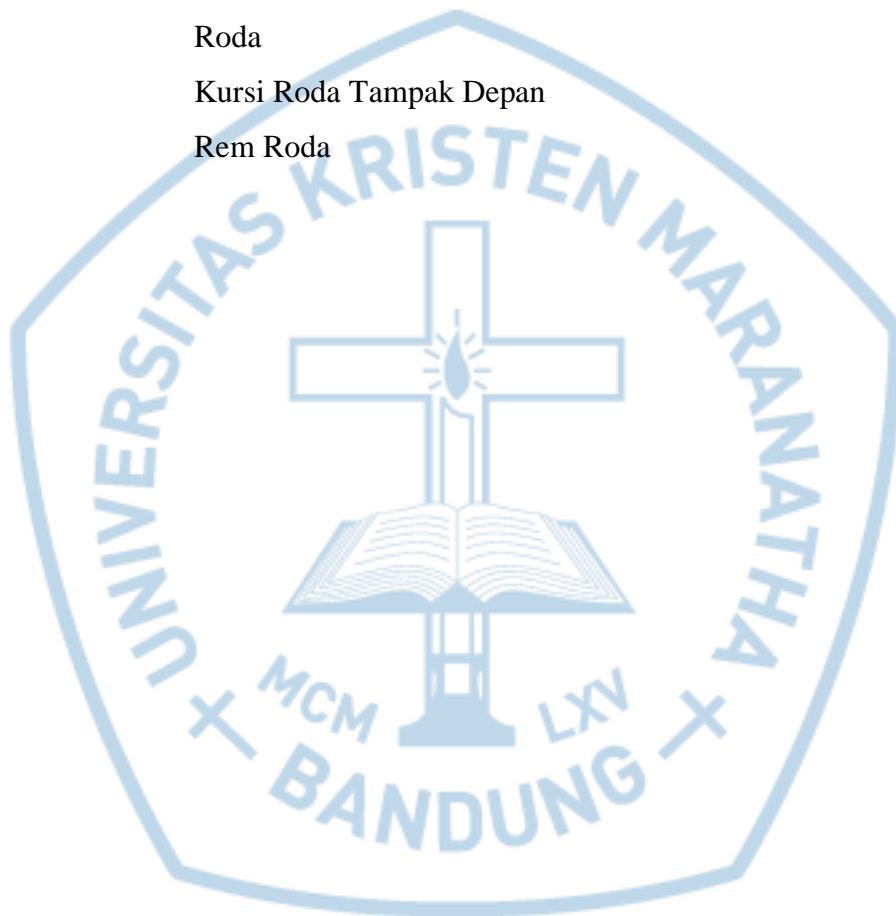 Roda
Kursi Roda Tampak Depan
Rem Roda
UNIVERSITAS KRISTEN MARANATHA
MCM LXV
BANDUNG